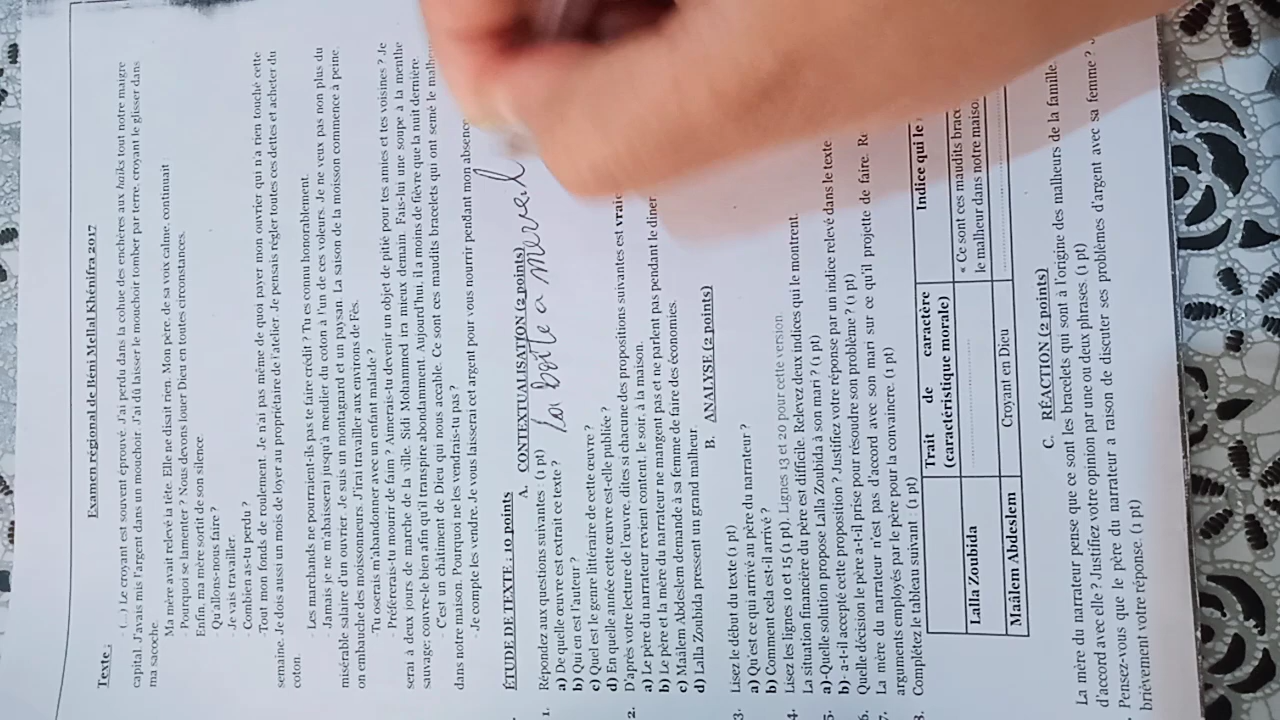 Examen régional de Béni Mellal Khénifra 2017
Texte :
- (...) Le croyant est souvent éprouvé. J'ai perdu dans la cohue des enchères aux haïks tout notre maigre
capital. J'avais mis l'argent dans un mouchoir. J'ai dû laisser le mouchoir tomber par terre, croyant le glisser dans
ma sacoche.
Ma mère avait relevé la tête. Elle ne disait rien. Mon père, de sa voix calme, continuait :
- Pourquoi se lamenter ? Nous devons louer Dieu en toutes circonstances.
Enfin, ma mère sortit de son silence.
- Qu'allons-nous faire ?
- Je vais travailler.
- Combien as-tu perdu ?
-Tout mon fonds de roulement. Je n'ai pas même de quoi payer mon ouvrier qui n'a rien touché cette
semaine. Je dois aussi un mois de loyer au propriétaire de l'atelier. Je pensais régler toutes ces dettes et acheter du
coton.
- Les marchands ne pourraient-ils pas te faire crédit ? Tu es connu honorablement.
- Jamais je ne m'abaisserai jusqu'à mendier du coton à l'un de ces voleurs. Je ne veux pas non plus du
misérable salaire d'un ouvrier. Je suis un montagnard et un paysan. La saison de la moisson commence à peine,
on embauche des moissonneurs. J'irai travailler aux environs de Fès.
-Tu oserais m'abandonner avec un enfant malade ?
- Préférerais-tu mourir de faim ? Aimerais-tu devenir un objet de pitié pour tes amies et tes voisines ? Je
serai à deux jours de marche de la ville. Sidi Mohammed ira mieux demain. Fais-lui une soupe à la menthe
sauvage, couvre-le bien afin qu'il transpire abondamment. Aujourd'hui, il a moins de fièvre que la nuit dernière.
- C'est un châtiment de Dieu qui nous accable. Ce sont ces maudits bracelets qui ont semé le
dans notre maison. Pourquoi ne les vendrais-tu pas ?
- Je compte les vendre. Je vous laisserai cet argent pour vous nourrir pendant mon
ÉTUDE DE TEXTE : 10 points
A. CONTEXTUALISATION (2 points)
1. Répondez aux questions suivantes : (1 pt)
a) De quelle œuvre est extrait ce texte ? La boîte a
b) Qui en est l'auteur ?
c) Quel est le genre littéraire de cette œuvre ?
d) En quelle année cette œuvre est-elle publiée ?
2. D'après votre lecture de l'œuvre, dites si chacune des propositions suivantes est
a) Le père du narrateur revient content, le soir, à la maison.
b) Le père et la mère du narrateur ne mangent pas et ne parlent pas pendant le dîner
c) Maâlem Abdeslem demande à sa femme de faire des économies.
d) Lalla Zoubida pressent un grand malheur.
B. ANALYSE (2 points)
3. Lisez le début du texte (1 pt)
a) Qu'est ce qui arrivé au père du narrateur ?
b) Comment cela est-il arrivé ?
4. Lisez les lignes 10 et 15 (1 pt). Lignes 13 et 20 pour cette version.
La situation financière du père est difficile. Relevez deux indices qui le montrent.
5. a)-Quelle solution propose Lalla Zoubida à son mari ? (1 pt)
b)- a-t-il accepté cette proposition ? Justifiez votre réponse par un indice relevé dans le texte
6. Quelle décision le père a-t-il prise pour résoudre son problème ? (1 pt)
7. La mère du narrateur n'est pas d'accord avec son mari sur ce qu'il projette de faire.
arguments employés par le père pour la convaincre. (1 pt)
8. Complétez le tableau suivant : (1 pt)
Trait de caractère Indice qui le
(caractéristique morale)
Lalla Zoubida .................... « Ce sont ces maudits
le malheur dans notre
Maâlem Abdeslem Croyant en Dieu ....................
C. RÉACTION (2 points)
La mère du narrateur pense que ce sont les bracelets qui sont à l'origine des malheurs de la famille.
d'accord avec elle ? Justifiez votre opinion par une ou deux phrases. (1 pt)
Pensez-vous que le père du narrateur a raison de discuter ses problèmes d'argent avec sa femme ?
brièvement votre réponse. (1 pt)